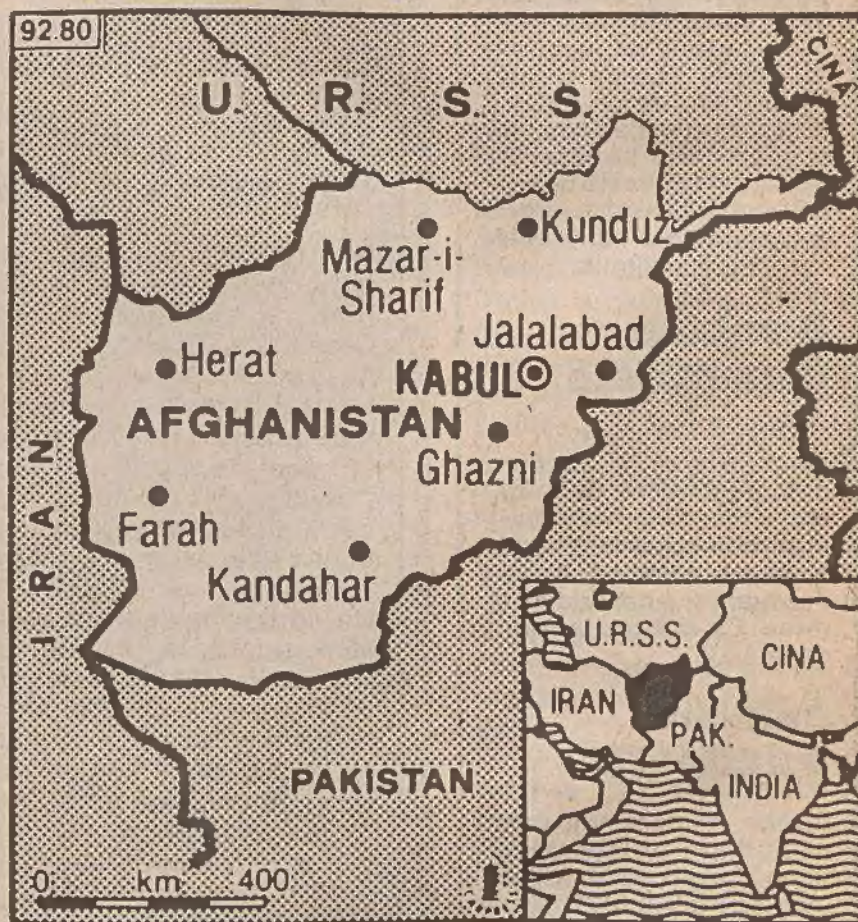 92.80
CINA
U. R. S. S.
Kunduz
Mazar-i-
Sharif
Jalalabad
Herat
KABUL
AFGHANISTAN
Ghazni
IRAN
Farah
Kandahar
U.R.S.S.
CINA
IRAN
PAK.
INDIA
PAKISTAN
0 km 400